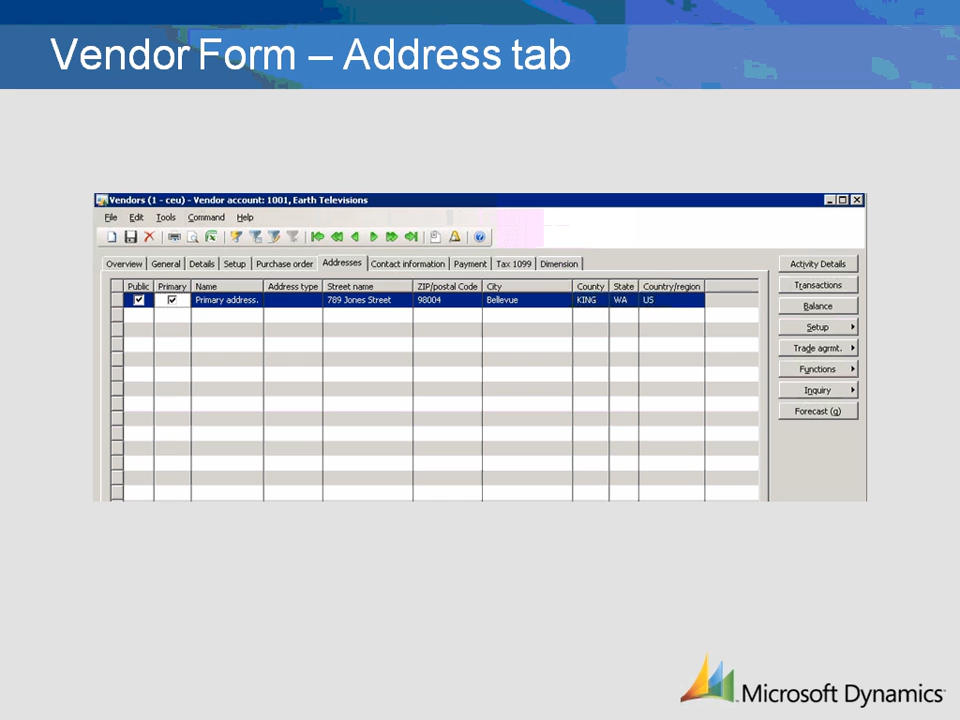 Vendor Form – Address tab
Vendors (1 - ceu) - Vendor account: 1001, Earth Televisions
File Edit Tools Command Help
Overview General Details Setup Purchase order Addresses Contact information Payment Tax 1099 Dimension
Public Primary Name Address type Street name ZIP/postal Code City County State Country/region
Primary address. 789 Jones Street 98004 Bellevue KING WA US
Activity Details
Transactions
Balance
Setup
Trade agrmt.
Functions
Inquiry
Forecast (g)
Microsoft Dynamics